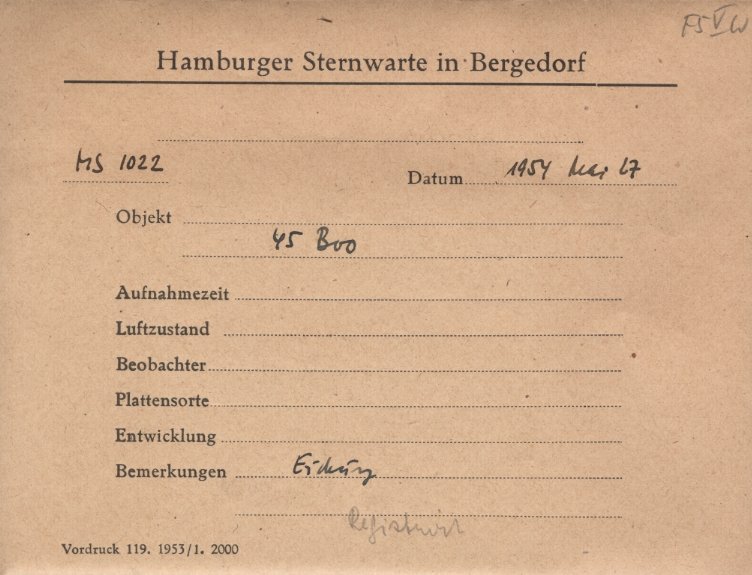 F5 V W
Hamburger Sternwarte in Bergedorf
MS 1022
Datum 1954 Mai 27
Objekt
45 Boo
Aufnahmezeit
Luftzustand
Beobachter
Plattensorte
Entwicklung
Bemerkungen Eichung
Registriert
Vordruck 119. 1953/1. 2000